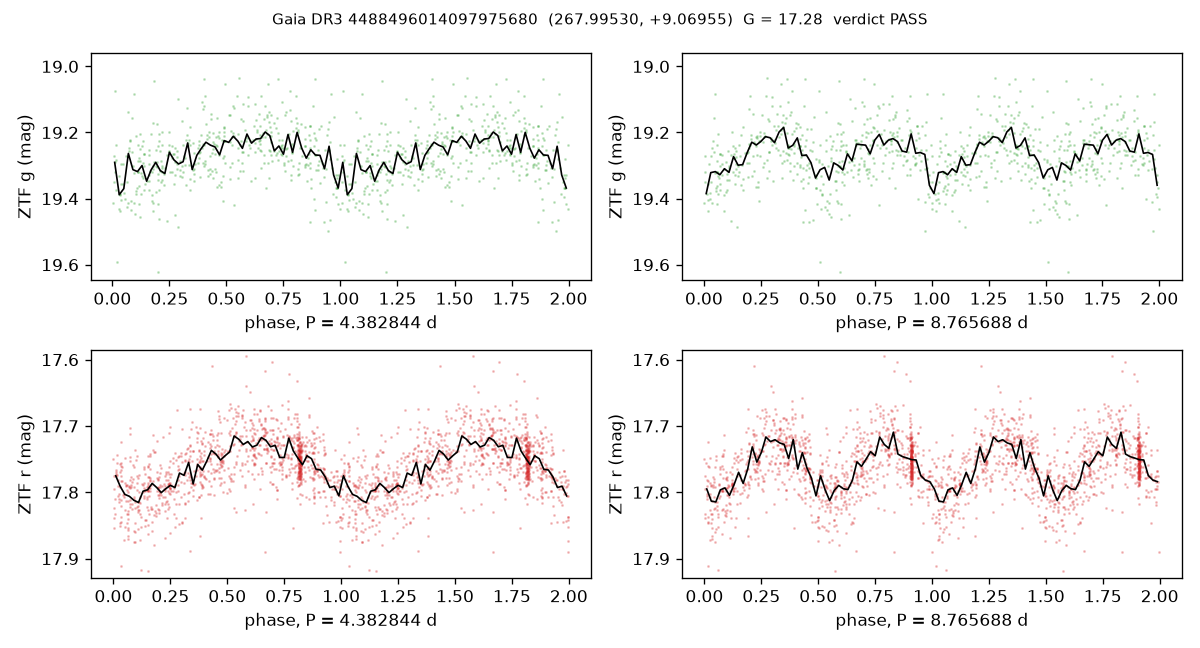 Gaia DR3 4488496014097975680 (267.99530, +9.06955) G = 17.28 verdict PASS
ZTF g (mag)
19.0
19.2
19.4
19.6
0.00 0.25 0.50 0.75 1.00 1.25 1.50 1.75 2.00
phase, P = 4.382844 d
ZTF g (mag)
19.0
19.2
19.4
19.6
0.00 0.25 0.50 0.75 1.00 1.25 1.50 1.75 2.00
phase, P = 8.765688 d
ZTF r (mag)
17.6
17.7
17.8
17.9
0.00 0.25 0.50 0.75 1.00 1.25 1.50 1.75 2.00
phase, P = 4.382844 d
ZTF r (mag)
17.6
17.7
17.8
17.9
0.00 0.25 0.50 0.75 1.00 1.25 1.50 1.75 2.00
phase, P = 8.765688 d